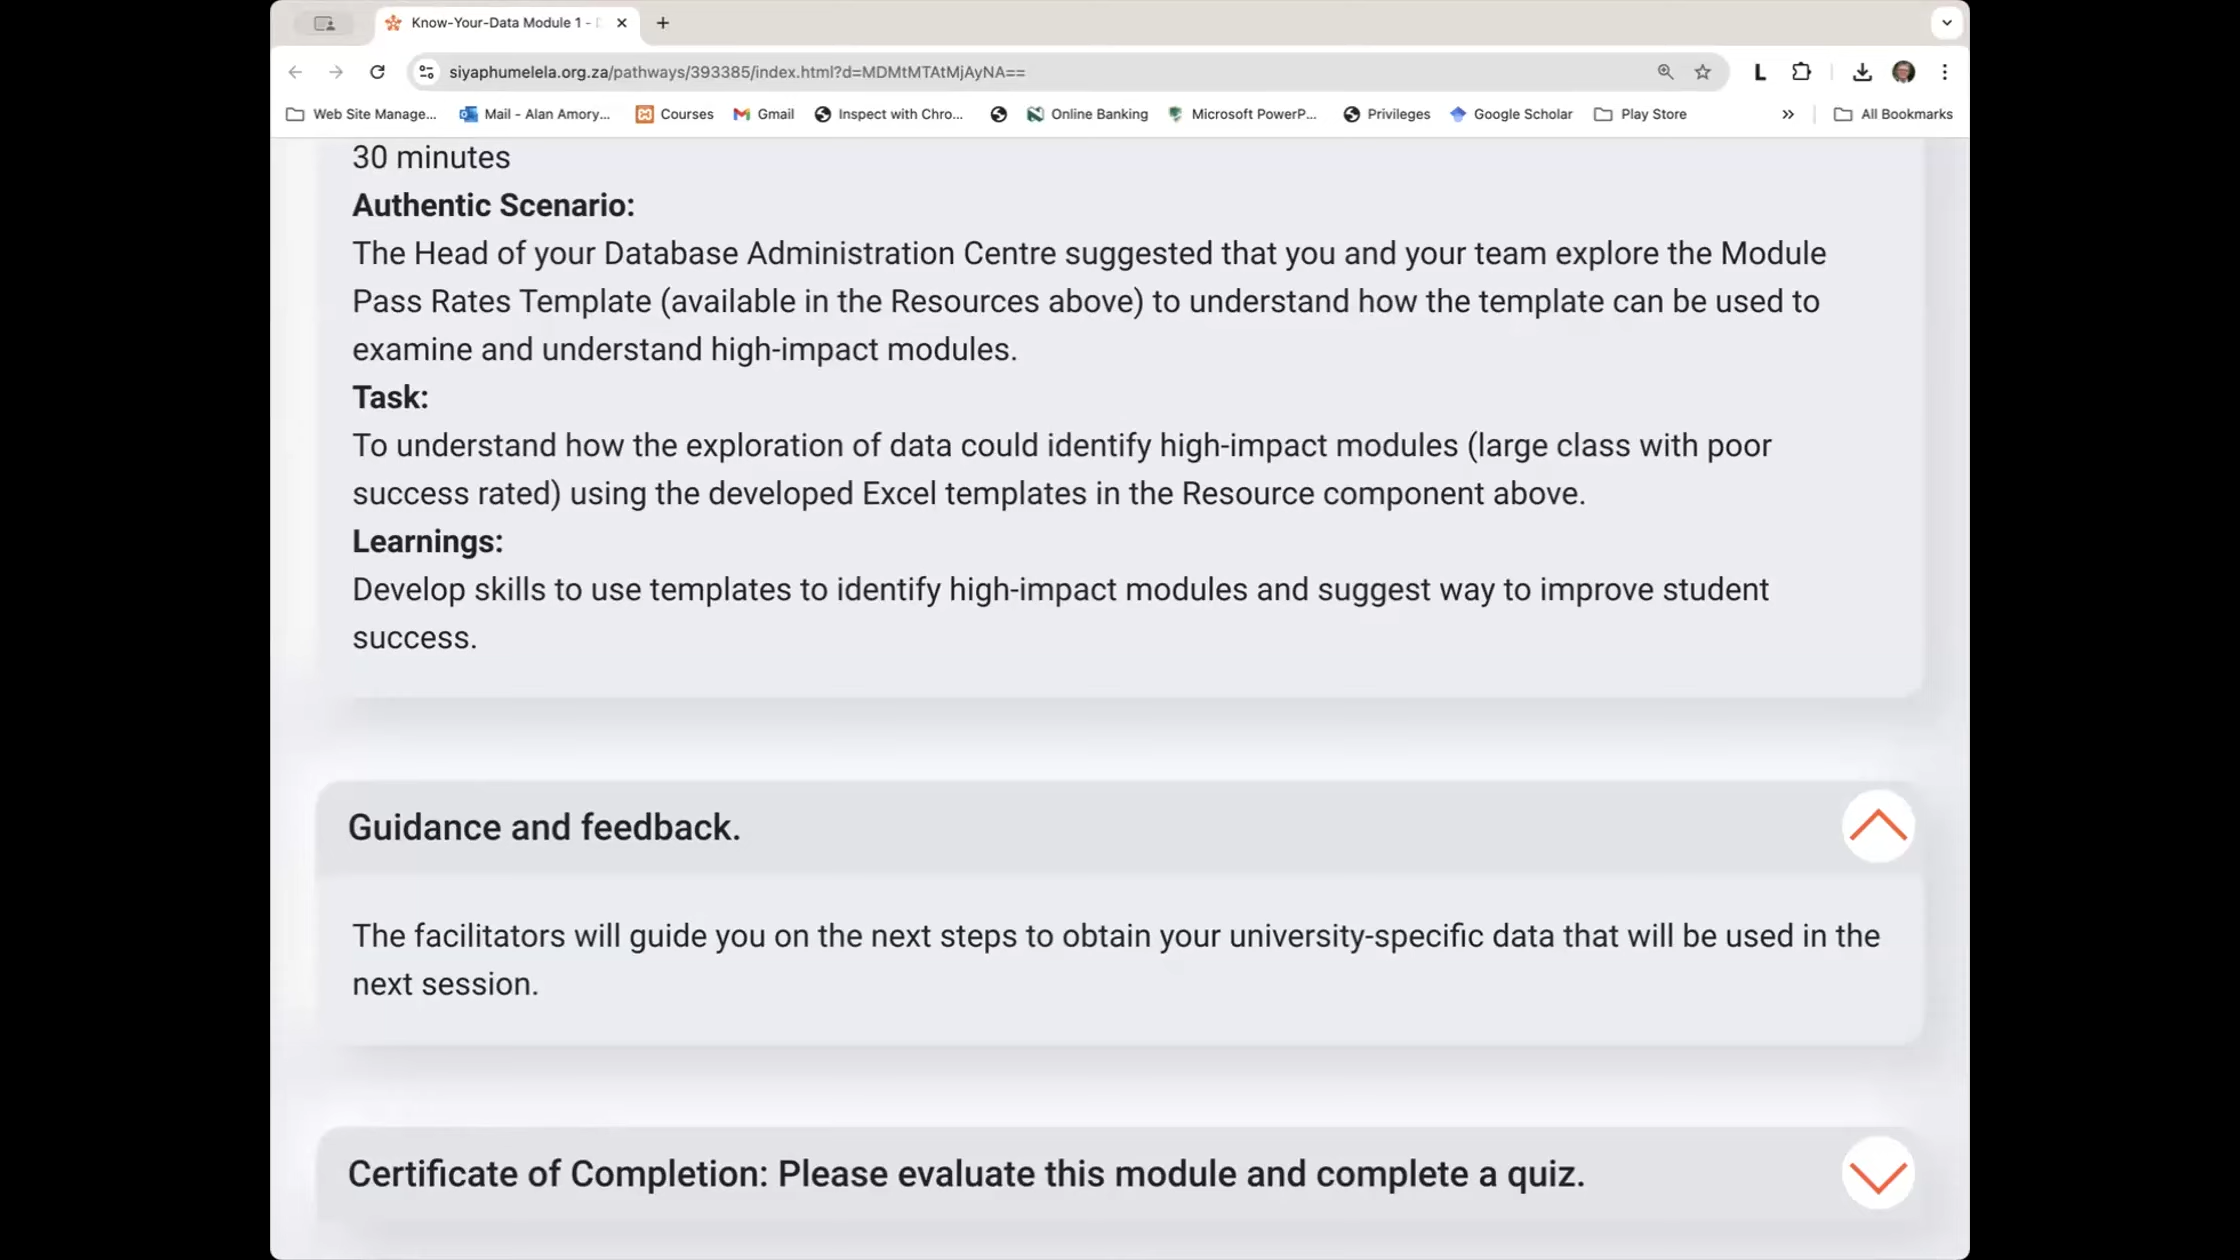 Know-Your-Data Module 1 -
siyaphumelela.org.za/pathways/393385/index.html?d=MDMtMTAtMjAyNA==
L
Web Site Manage... Mail - Alan Amory... Courses Gmail Inspect with Chro... Online Banking Microsoft PowerP... Privileges Google Scholar Play Store » All Bookmarks
30 minutes
Authentic Scenario:
The Head of your Database Administration Centre suggested that you and your team explore the Module
Pass Rates Template (available in the Resources above) to understand how the template can be used to
examine and understand high-impact modules.
Task:
To understand how the exploration of data could identify high-impact modules (large class with poor
success rated) using the developed Excel templates in the Resource component above.
Learnings:
Develop skills to use templates to identify high-impact modules and suggest way to improve student
success.
Guidance and feedback.
The facilitators will guide you on the next steps to obtain your university-specific data that will be used in the
next session.
Certificate of Completion: Please evaluate this module and complete a quiz.